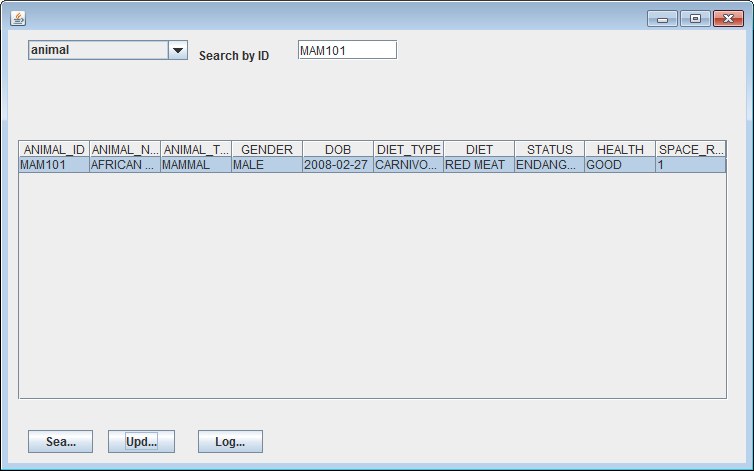 animal Search by ID MAM101
ANIMAL_ID ANIMAL_N... ANIMAL_T... GENDER DOB DIET_TYPE DIET STATUS HEALTH SPACE_R...
MAM101 AFRICAN ... MAMMAL MALE 2008-02-27 CARNIVO... RED MEAT ENDANG... GOOD 1
Sea... Upd... Log...